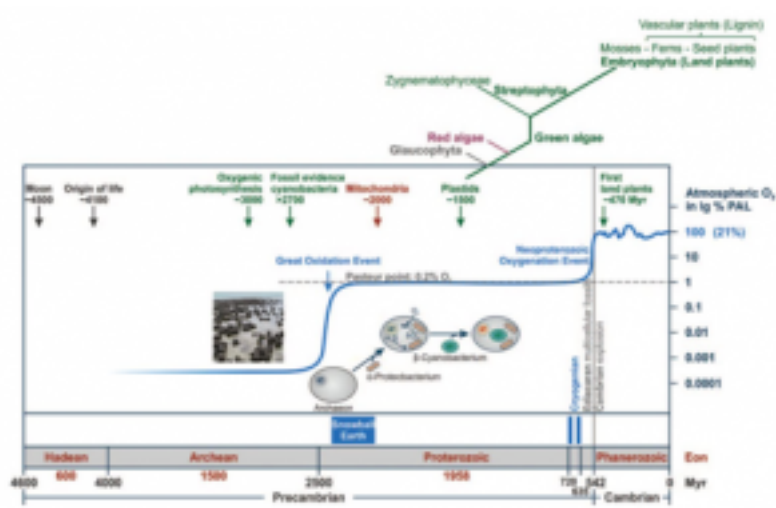 Vascular plants (Lignin)
Mosses - Ferns - Seed plants
Embryophyta (Land plants)
Zygnematophyceae
Streptophyta
Red algae
Green algae
Glaucophyta
Moon
~4500
Origin of life
~4100
Oxygenic
photosynthesis
~3000
Fossil evidence
cyanobacteria
>2700
Mitochondria
~2000
Plastids
First
land plants
~470 Myr
Atmospheric O₂
in lg % PAL
100 (21%)
10
1
0.1
0.01
0.001
0.0001
Great Oxidation Event
Neoproterozoic
Oxygenation Event
Pasteur point: 0.2% O₂
β-Cyanobacterium
α-Proteobacterium
Archaeon
Cryogenian
Cambrian explosion
Snowball
Earth
Hadean
Archean
Proterozoic
Phanerozoic
Eon
600
1500
1958
4600
4000
2500
720
635
542
0
Myr
Precambrian
Cambrian